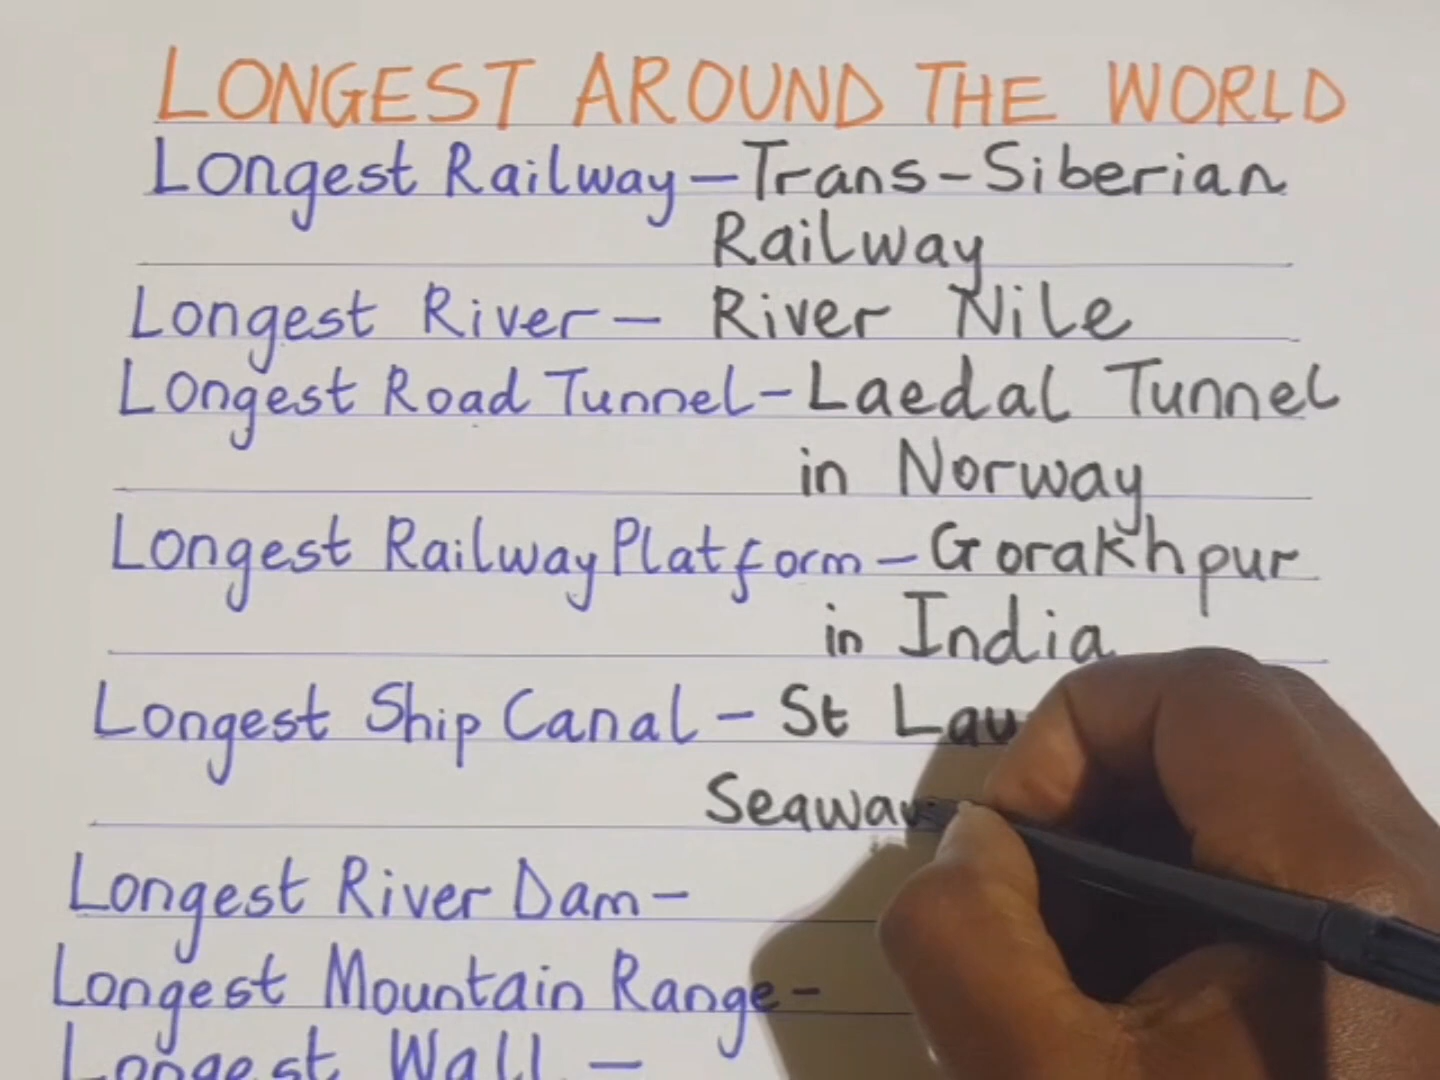 LONGEST AROUND THE WORLD
Longest Railway – Trans-Siberian
Railway
Longest River – River Nile
Longest Road Tunnel – Laedal Tunnel
in Norway
Longest Railway Platform – Gorakhpur
in India
Longest Ship Canal – St
Longest River Dam –
Longest Mountain Range –
Longest Wall –